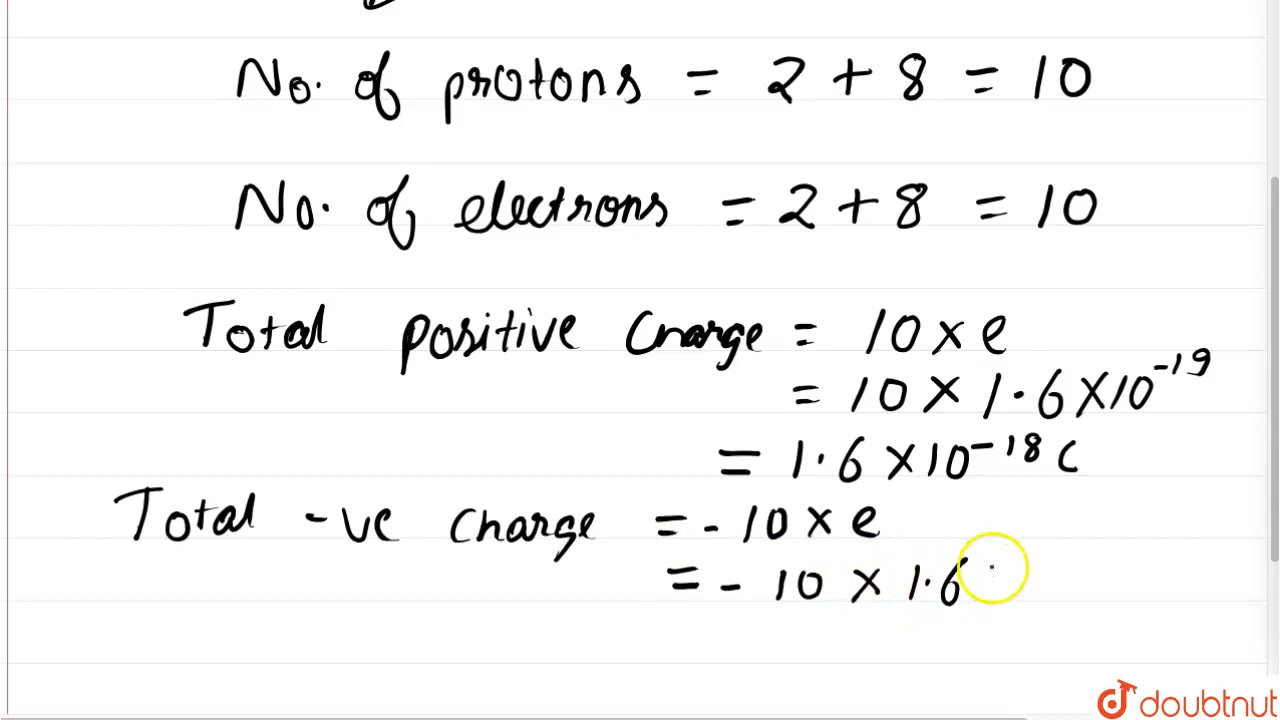 No. of protons = 2 + 8 = 10
No. of electrons = 2 + 8 = 10
Total positive charge = 10 × e
= 10 × 1.6 × 10⁻¹⁹
= 1.6 × 10⁻¹⁸ C
Total -ve charge = - 10 × e
= - 10 × 1.6
doubtnut